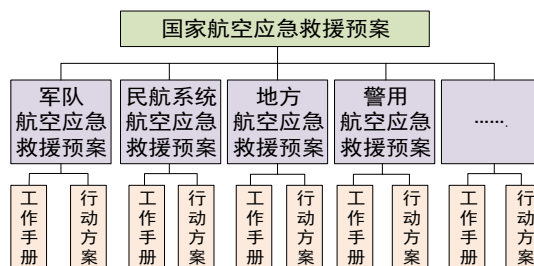 国家航空应急救援预案
军队
航空应急
救援预案
民航系统
航空应急
救援预案
地方
航空应急
救援预案
警用
航空应急
救援预案
…….
工作手册
行动方案
工作手册
行动方案
工作手册
行动方案
工作手册
行动方案
工作手册
行动方案